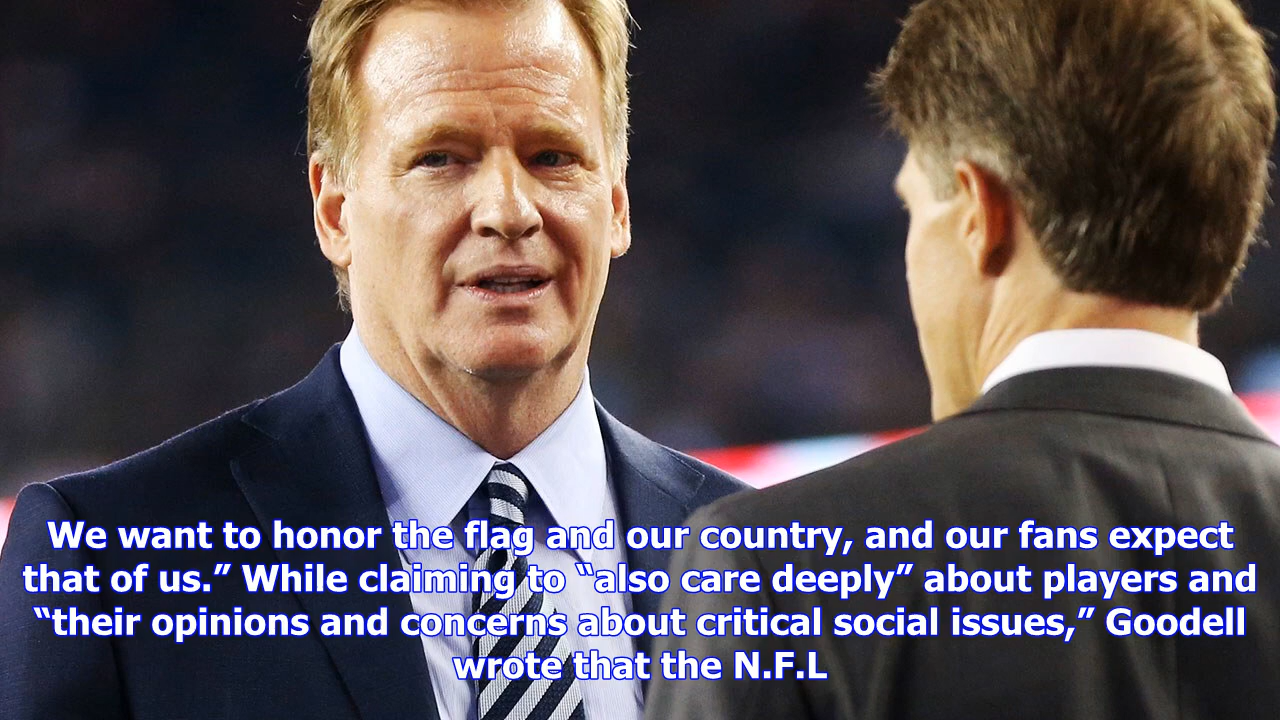 We want to honor the flag and our country, and our fans expect
that of us.” While claiming to “also care deeply” about players and
“their opinions and concerns about critical social issues,” Goodell
wrote that the N.F.L